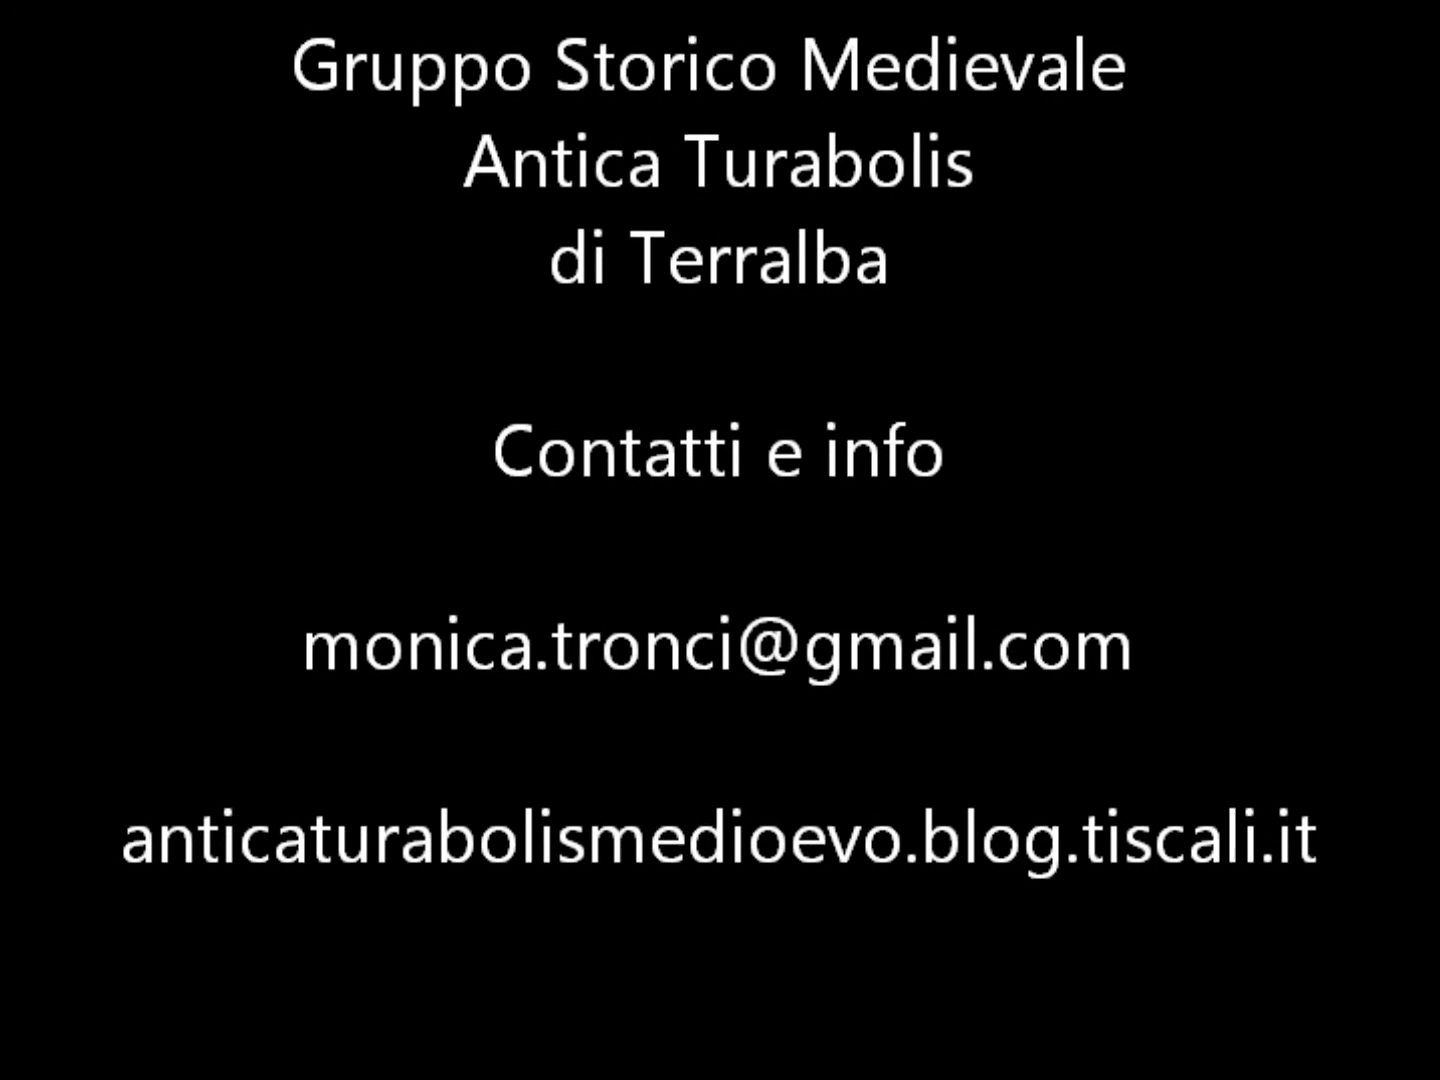 Gruppo Storico Medievale
Antica Turabolis
di Terralba
Contatti e info
monica.tronci@gmail.com
anticaturabolismedioevo.blog.tiscali.it